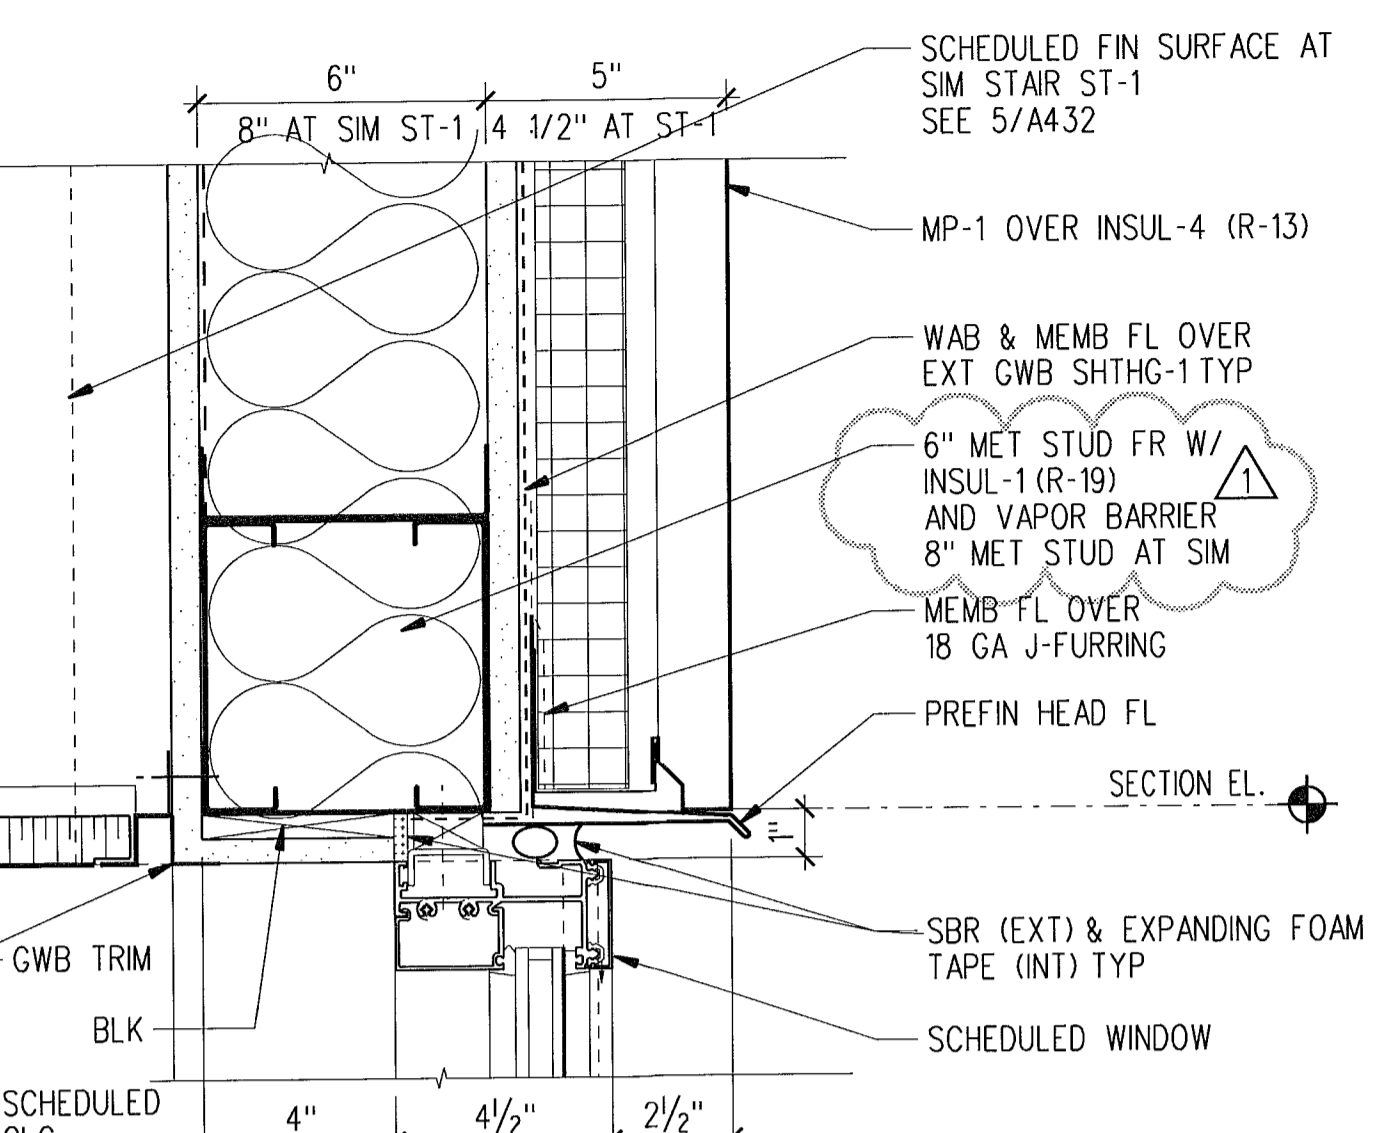 SCHEDULED FIN SURFACE AT
SIM STAIR ST-1
SEE 5/A432
6" 5"
8" AT SIM ST-1 4 1/2" AT ST-1
MP-1 OVER INSUL-4 (R-13)
WAB & MEMB FL OVER
EXT GWB SHTHG-1 TYP
6" MET STUD FR W/
INSUL-1 (R-19)
AND VAPOR BARRIER
8" MET STUD AT SIM
1
MEMB FL OVER
18 GA J-FURRING
PREFIN HEAD FL
SECTION EL.
1"
SBR (EXT) & EXPANDING FOAM
TAPE (INT) TYP
GWB TRIM
BLK
SCHEDULED WINDOW
SCHEDULED
4" 4½" 2½"